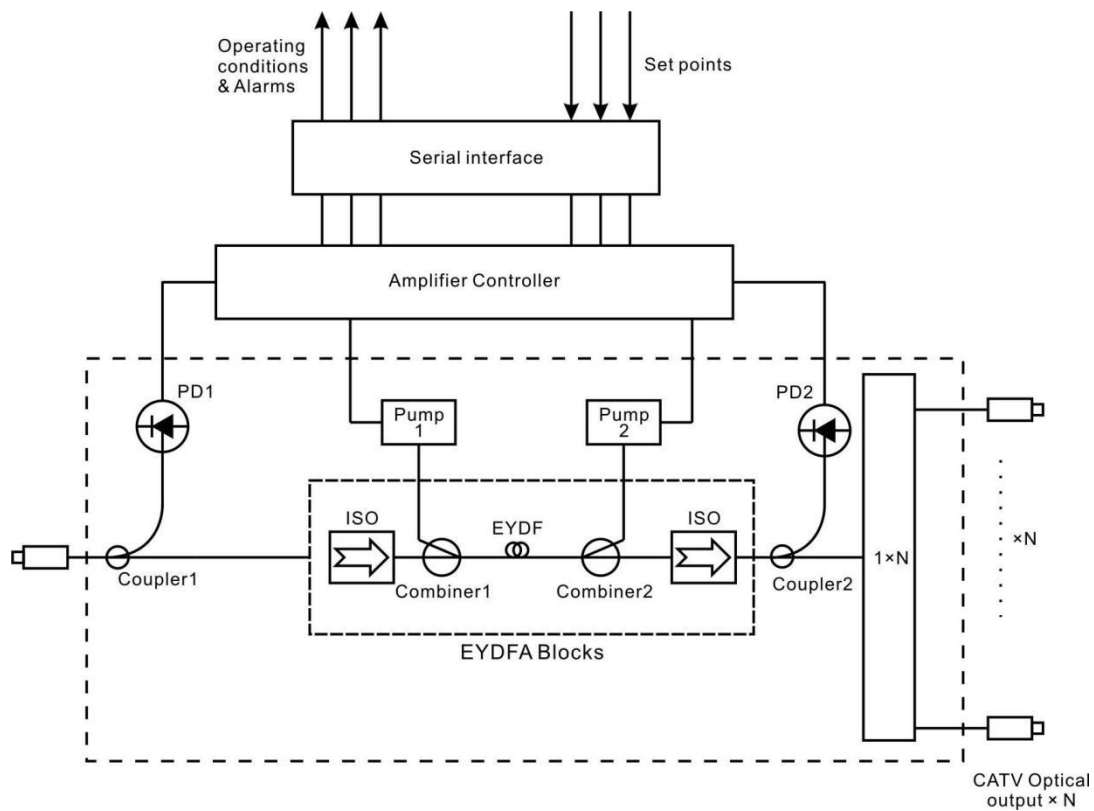 Operating
conditions
& Alarms
Set points
Serial interface
Amplifier Controller
PD1
Pump
1
Pump
2
PD2
ISO
EYDF
ISO
1×N
×N
Coupler1
Combiner1
Combiner2
Coupler2
EYDFA Blocks
CATV Optical
output × N